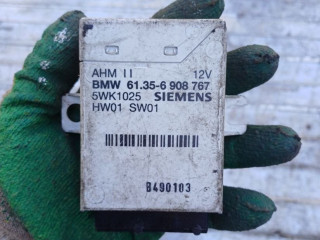 AHM II 12V
BMW 61.35-6 908 767
5WK1025 SIEMENS
HW01 SW01
B490103